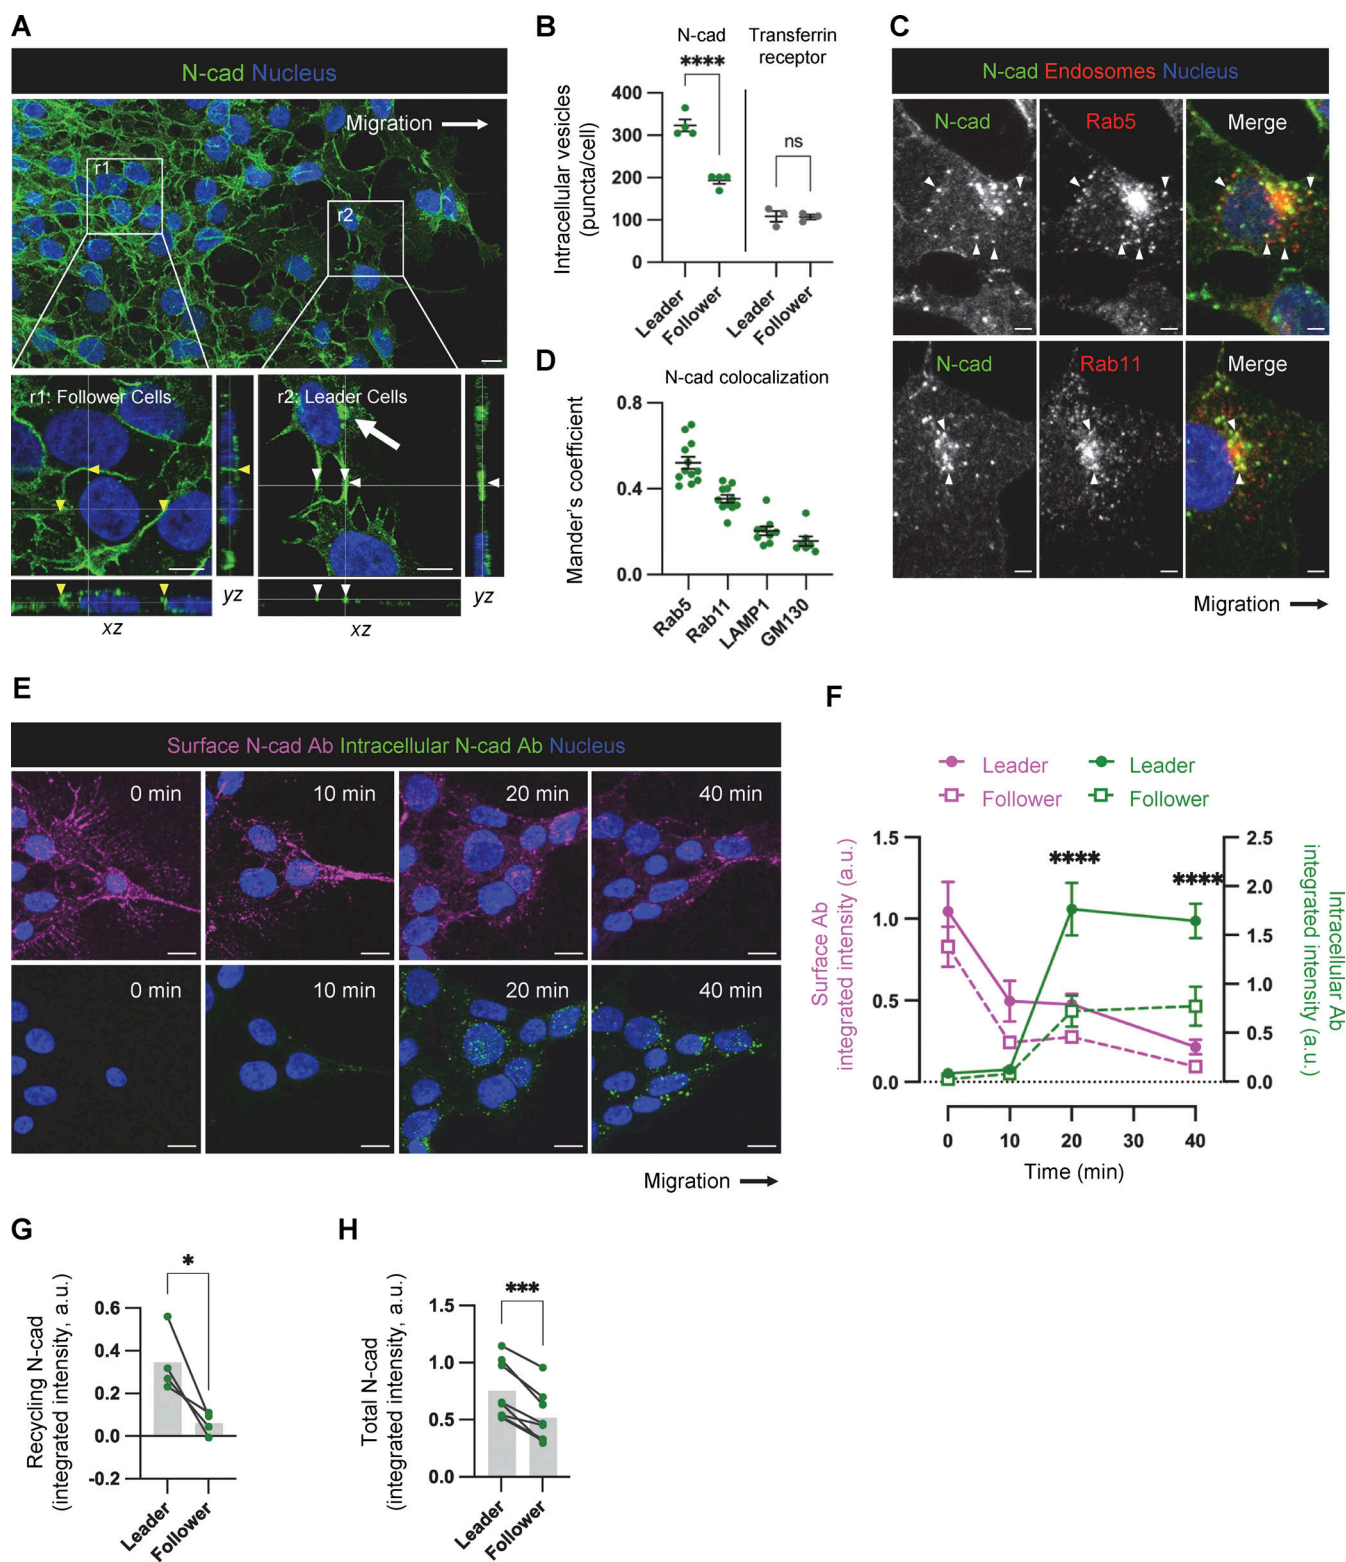 A
N-cad Nucleus
Migration
r1
r2
r1: Follower Cells
r2: Leader Cells
yz
yz
xz
xz
B
N-cad
Transferrin
receptor
****
ns
Intracellular vesicles
(puncta/cell)
400
300
200
100
0
Leader
Follower
Leader
Follower
C
N-cad Endosomes Nucleus
N-cad
Rab5
Merge
N-cad
Rab11
Merge
Migration
D
N-cad colocalization
Mander's coefficient
0.8
0.4
0.0
Rab5
Rab11
LAMP1
GM130
E
Surface N-cad Ab Intracellular N-cad Ab Nucleus
0 min
10 min
20 min
40 min
0 min
10 min
20 min
40 min
Migration
F
Leader
Follower
Leader
Follower
Surface Ab
integrated intensity (a.u.)
1.5
1.0
0.5
0.0
****
****
2.5
2.0
1.5
1.0
0.5
0.0
Intracellular Ab
integrated intensity (a.u.)
0
10
20
30
40
Time (min)
G
*
Recycling N-cad
(integrated intensity, a.u.)
0.6
0.4
0.2
0.0
-0.2
Leader
Follower
H
***
Total N-cad
(integrated intensity, a.u.)
1.5
1.0
0.5
0.0
Leader
Follower